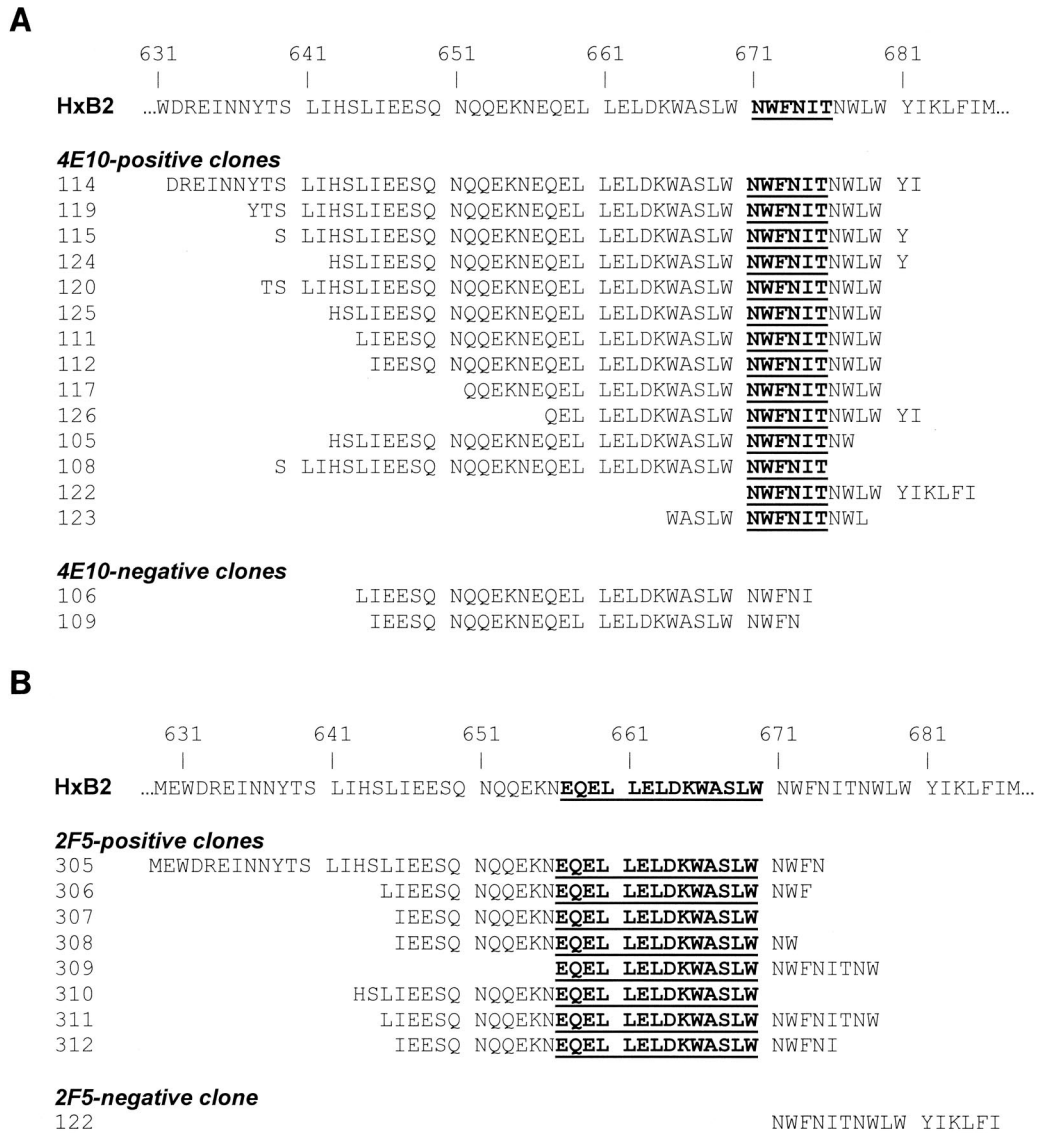 A
631 641 651 661 671 681
| | | | | |
HxB2 ...WDREINNYTS LIHSLIEESQ NQQEKNEQEL LELDKWASLW NWFNITNWLW YIKLFIM...
4E10-positive clones
114 DREINNYTS LIHSLIEESQ NQQEKNEQEL LELDKWASLW NWFNITNWLW YI
119 YTS LIHSLIEESQ NQQEKNEQEL LELDKWASLW NWFNITNWLW
115 S LIHSLIEESQ NQQEKNEQEL LELDKWASLW NWFNITNWLW Y
124 HSLIEESQ NQQEKNEQEL LELDKWASLW NWFNITNWLW Y
120 TS LIHSLIEESQ NQQEKNEQEL LELDKWASLW NWFNITNWLW
125 HSLIEESQ NQQEKNEQEL LELDKWASLW NWFNITNWLW
111 LIEESQ NQQEKNEQEL LELDKWASLW NWFNITNWLW
112 IEESQ NQQEKNEQEL LELDKWASLW NWFNITNWLW
117 QQEKNEQEL LELDKWASLW NWFNITNWLW
126 QEL LELDKWASLW NWFNITNWLW YI
105 HSLIEESQ NQQEKNEQEL LELDKWASLW NWFNITNW
108 S LIHSLIEESQ NQQEKNEQEL LELDKWASLW NWFNIT
122 NWFNITNWLW YIKLFI
123 WASLW NWFNITNWL
4E10-negative clones
106 LIEESQ NQQEKNEQEL LELDKWASLW NWFNI
109 IEESQ NQQEKNEQEL LELDKWASLW NWFN
B
631 641 651 661 671 681
| | | | | |
HxB2 ...MEWDREINNYTS LIHSLIEESQ NQQEKNEQEL LELDKWASLW NWFNITNWLW YIKLFIM...
2F5-positive clones
305 MEWDREINNYTS LIHSLIEESQ NQQEKNEQEL LELDKWASLW NWFN
306 LIEESQ NQQEKNEQEL LELDKWASLW NWF
307 IEESQ NQQEKNEQEL LELDKWASLW
308 IEESQ NQQEKNEQEL LELDKWASLW NW
309 EQEL LELDKWASLW NWFNITNW
310 HSLIEESQ NQQEKNEQEL LELDKWASLW
311 LIEESQ NQQEKNEQEL LELDKWASLW NWFNITNW
312 IEESQ NQQEKNEQEL LELDKWASLW NWFNI
2F5-negative clone
122 NWFNITNWLW YIKLFI